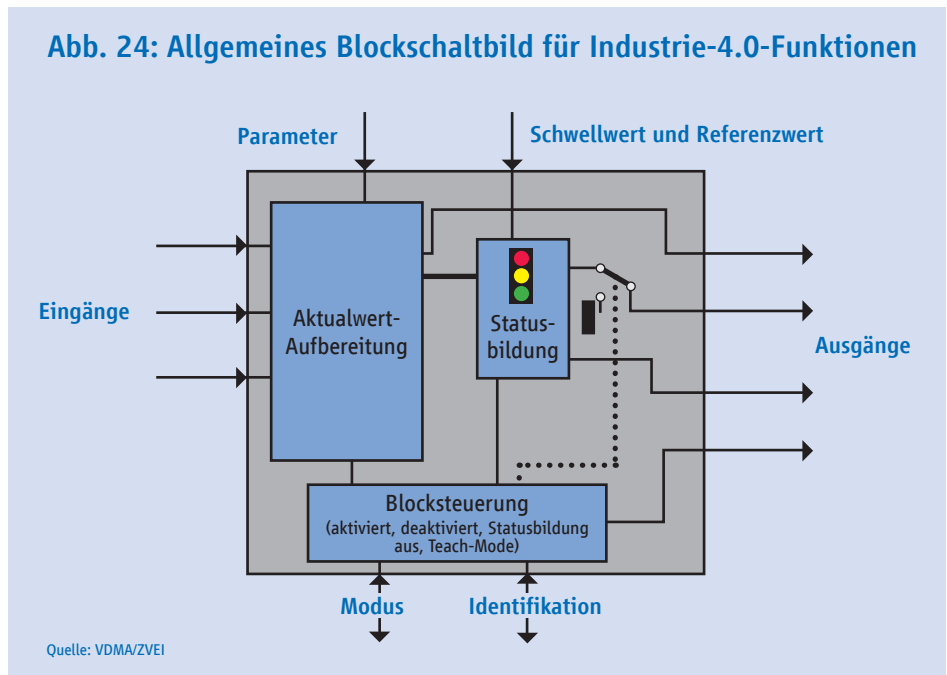 Abb. 24: Allgemeines Blockschaltbild für Industrie-4.0-Funktionen
Parameter
Schwellwert und Referenzwert
Eingänge
Aktualwert-
Aufbereitung
Status-
bildung
Ausgänge
Blocksteuerung
(aktiviert, deaktiviert, Statusbildung
aus, Teach-Mode)
Modus
Identifikation
Quelle: VDMA/ZVEI